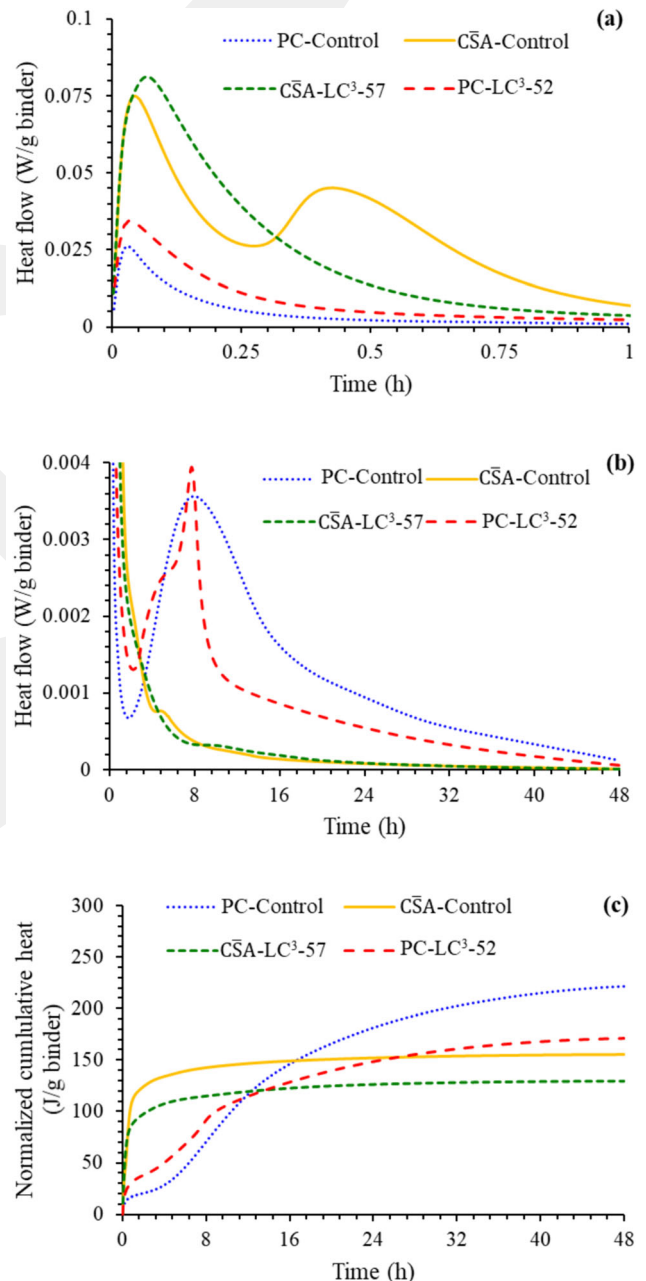 (a)
PC-Control
CS̅A-Control
CS̅A-LC³-57
PC-LC³-52
Heat flow (W/g binder)
0.1
0.075
0.05
0.025
0
0 0.25 0.5 0.75 1
Time (h)
(b)
PC-Control
CS̅A-Control
CS̅A-LC³-57
PC-LC³-52
Heat flow (W/g binder)
0.004
0.003
0.002
0.001
0
0 8 16 24 32 40 48
Time (h)
(c)
PC-Control
CS̅A-Control
CS̅A-LC³-57
PC-LC³-52
Normalized cumlulative heat
(J/g binder)
300
250
200
150
100
50
0
0 8 16 24 32 40 48
Time (h)